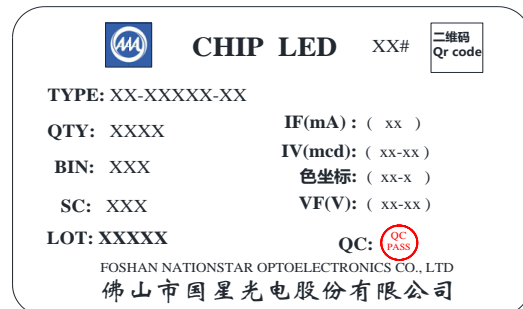 AAA CHIP LED XX# 二维码
Qr code
TYPE: XX-XXXXX-XX
QTY: XXXX
IF(mA) : ( xx )
BIN: XXX
IV(mcd): ( xx-xx )
色坐标: ( xx-x )
SC: XXX
VF(V): ( xx-xx )
LOT: XXXXX
QC: QC
PASS
FOSHAN NATIONSTAR OPTOELECTRONICS CO., LTD
佛山市国星光电股份有限公司